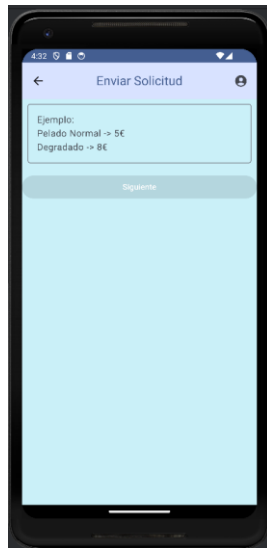 4:32
Enviar Solicitud
Ejemplo:
Pelado Normal -> 5€
Degradado -> 8€
Siguiente